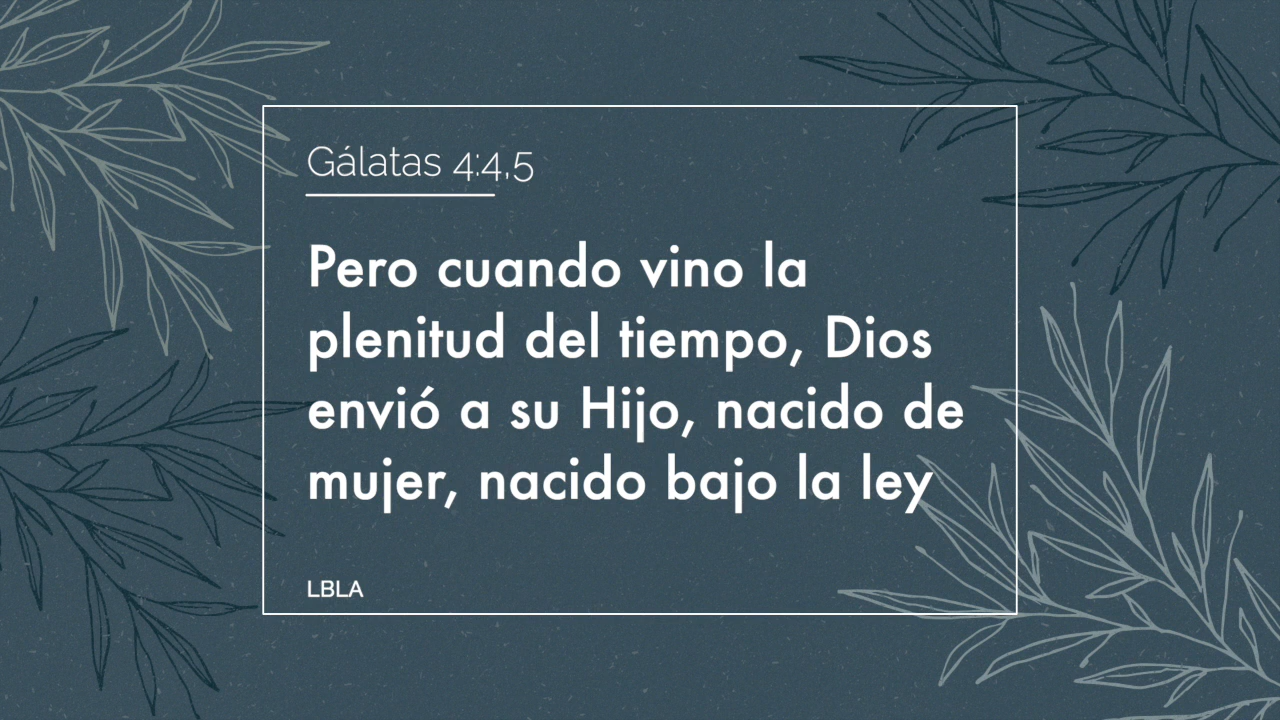 Gálatas 4:4,5
Pero cuando vino la
plenitud del tiempo, Dios
envió a su Hijo, nacido de
mujer, nacido bajo la ley
LBLA